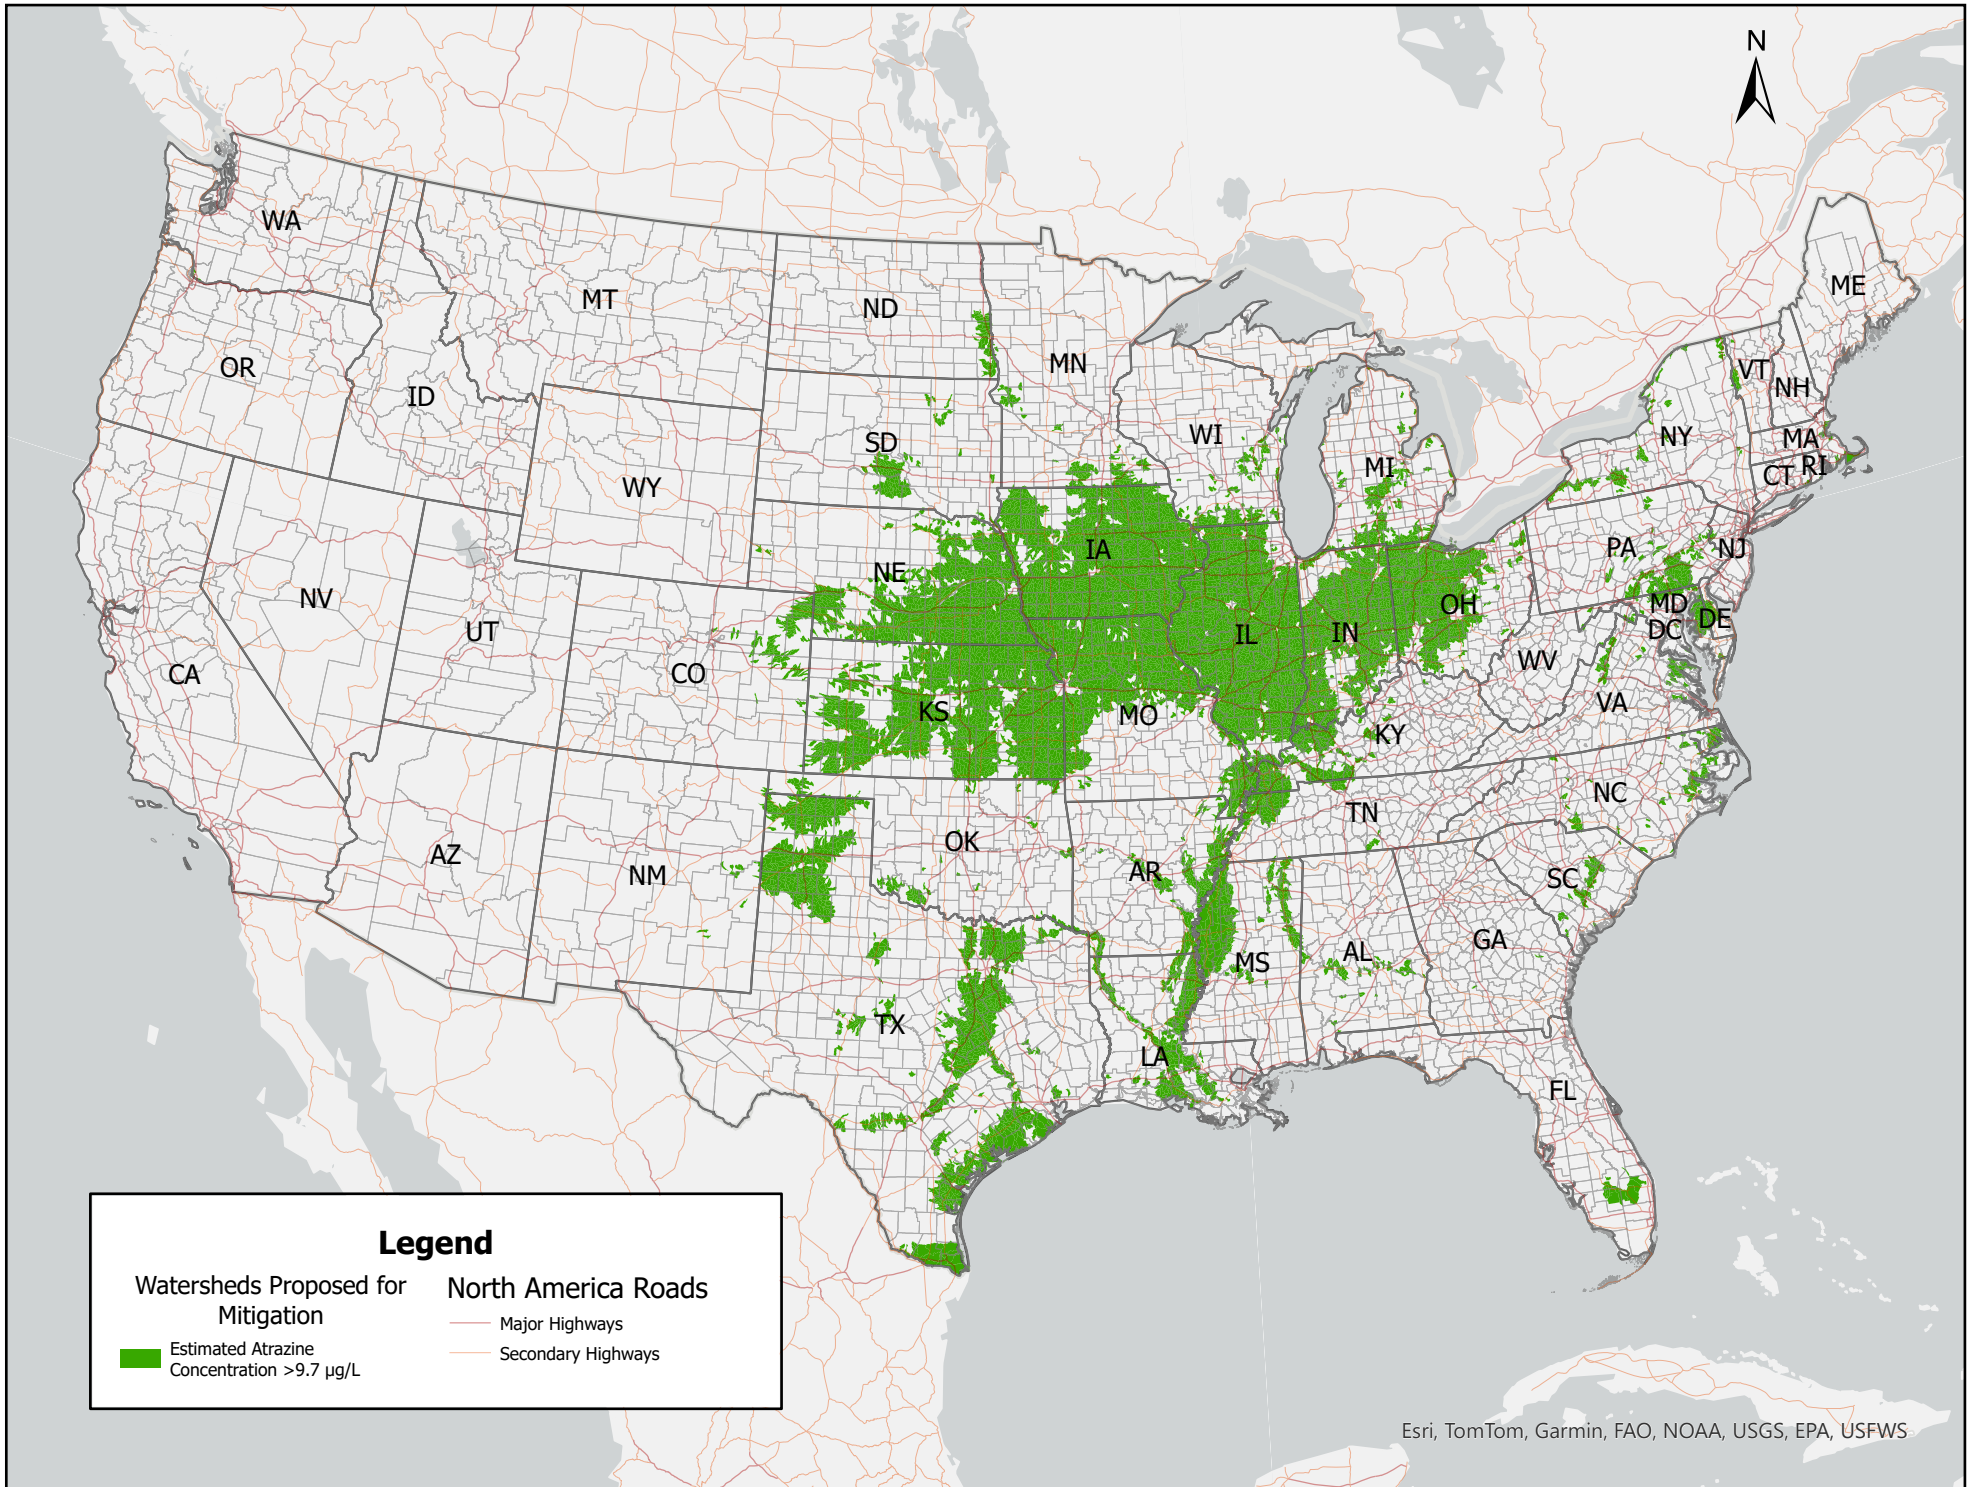 N
WA
MT
ND
MN
ME
OR
ID
SD
WI
MI
NY
VT
NH
MA
CT
RI
WY
NV
UT
CO
NE
IA
IL
IN
OH
PA
NJ
MD
DE
DC
WV
VA
CA
KS
MO
KY
AZ
NM
OK
AR
TN
NC
SC
TX
LA
MS
AL
GA
FL
Legend
Watersheds Proposed for
Mitigation
Estimated Atrazine
Concentration >9.7 µg/L
North America Roads
Major Highways
Secondary Highways
Esri, TomTom, Garmin, FAO, NOAA, USGS, EPA, USFWS